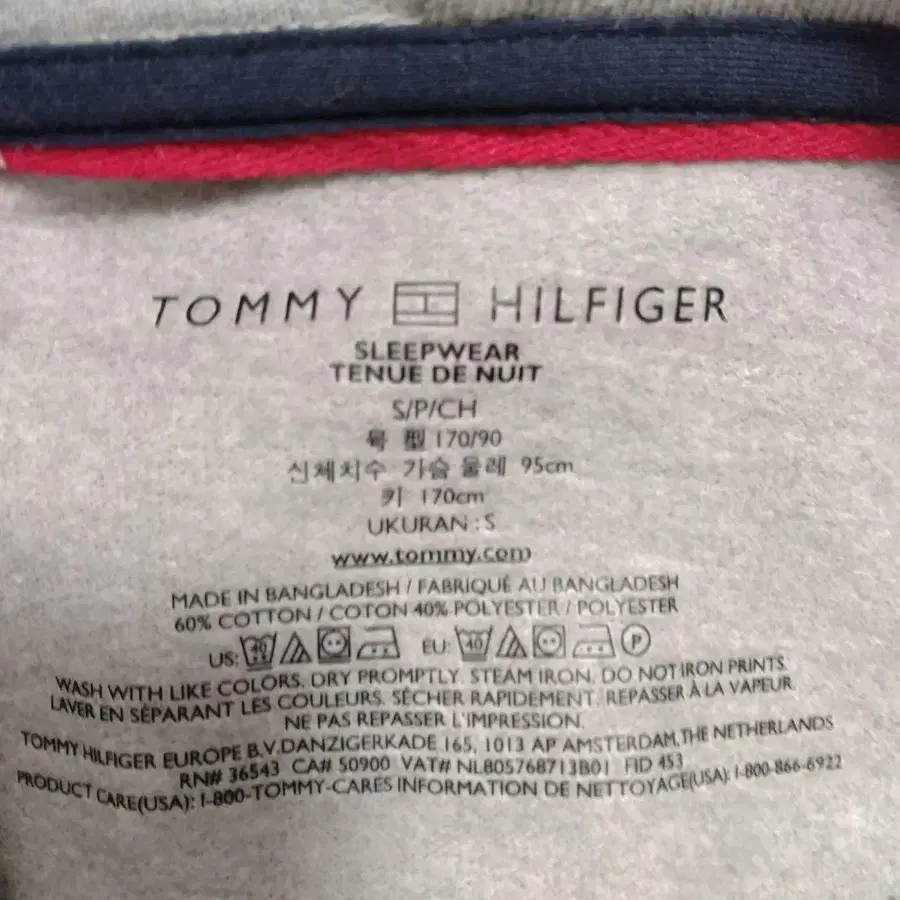 TOMMY HILFIGER
SLEEPWEAR
TENUE DE NUIT
S/P/CH
号 型 170/90
신체치수 가슴 둘레 95cm
키 170cm
UKURAN : S
www.tommy.com
MADE IN BANGLADESH / FABRIQUÉ AU BANGLADESH
60% COTTON / COTON 40% POLYESTER / POLYESTER
US: 40 EU: 40 P
WASH WITH LIKE COLORS. DRY PROMPTLY. STEAM IRON. DO NOT IRON PRINTS.
LAVER EN SÉPARANT LES COULEURS. SÉCHER RAPIDEMENT. REPASSER À LA VAPEUR.
NE PAS REPASSER L'IMPRESSION.
TOMMY HILFIGER EUROPE B.V.DANZIGERKADE 165, 1013 AP AMSTERDAM,THE NETHERLANDS
RN# 36543 CA# 50900 VAT# NL805768713B01 FID 453
PRODUCT CARE(USA): 1-800-TOMMY-CARES INFORMATION DE NETTOYAGE(USA): 1-800-866-6922